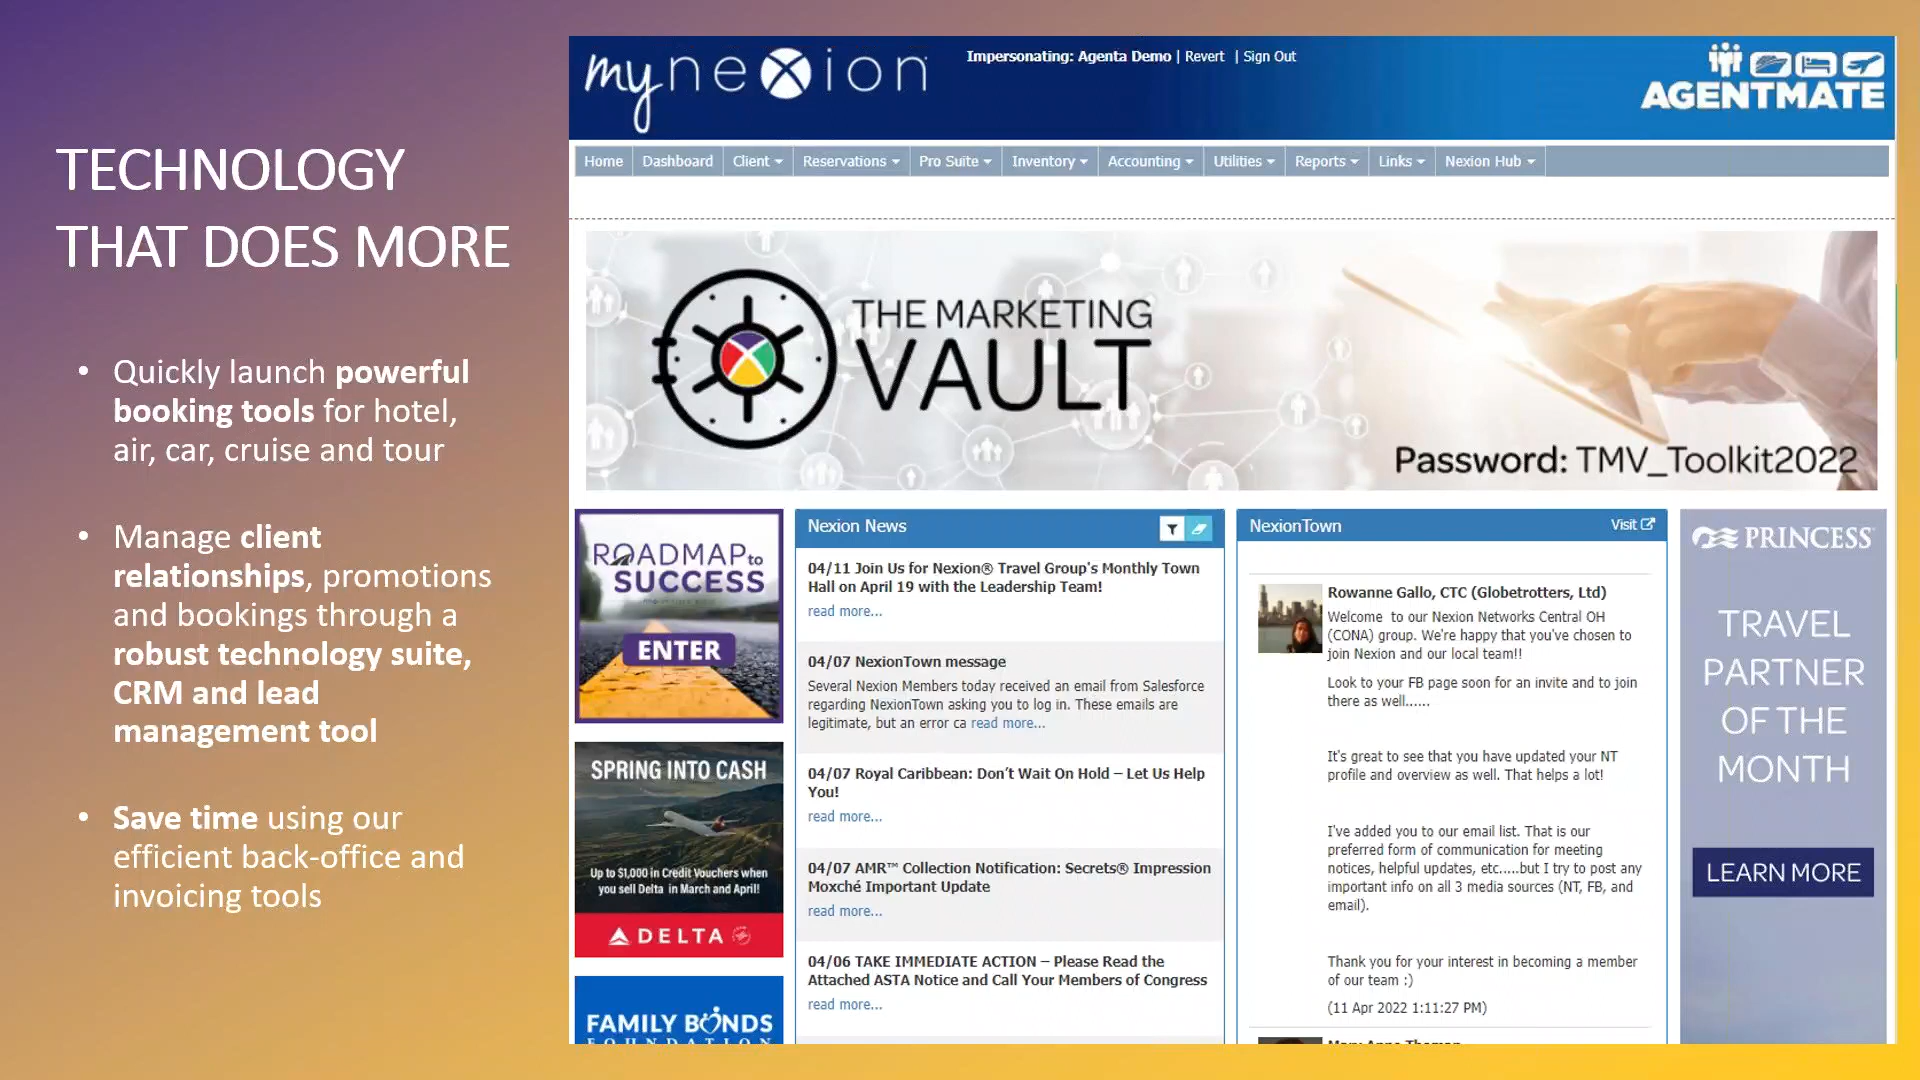 TECHNOLOGY
THAT DOES MORE
• Quickly launch powerful
booking tools for hotel,
air, car, cruise and tour
• Manage client
relationships, promotions
and bookings through a
robust technology suite,
CRM and lead
management tool
• Save time using our
efficient back-office and
invoicing tools
mynexion
Impersonating: Agenta Demo | Revert | Sign Out
AGENTMATE
Home Dashboard Client Reservations Pro Suite Inventory Accounting Utilities Reports Links Nexion Hub
THE MARKETING
VAULT
Password: TMV_Toolkit2022
ROADMAP to
SUCCESS
ENTER
SPRING INTO CASH
Up to $1,000 in Credit Vouchers when
you sell Delta in March and April!
DELTA
FAMILY BONDS
FOUNDATION
Nexion News
04/11 Join Us for Nexion® Travel Group's Monthly Town
Hall on April 19 with the Leadership Team!
read more...
04/07 NexionTown message
Several Nexion Members today received an email from Salesforce
regarding NexionTown asking you to log in. These emails are
legitimate, but an error ca read more...
04/07 Royal Caribbean: Don't Wait On Hold – Let Us Help
You!
read more...
04/07 AMR™ Collection Notification: Secrets® Impression
Moxché Important Update
read more...
04/06 TAKE IMMEDIATE ACTION – Please Read the
Attached ASTA Notice and Call Your Members of Congress
read more...
NexionTown
Visit
Rowanne Gallo, CTC (Globetrotters, Ltd)
Welcome to our Nexion Networks Central OH
(CONA) group. We're happy that you've chosen to
join Nexion and our local team!!
Look to your FB page soon for an invite and to join
there as well......
It's great to see that you have updated your NT
profile and overview as well. That helps a lot!
I've added you to our email list. That is our
preferred form of communication for meeting
notices, helpful updates, etc.....but I try to post any
important info on all 3 media sources (NT, FB, and
email).
Thank you for your interest in becoming a member
of our team :)
(11 Apr 2022 1:11:27 PM)
PRINCESS
TRAVEL
PARTNER
OF THE
MONTH
LEARN MORE